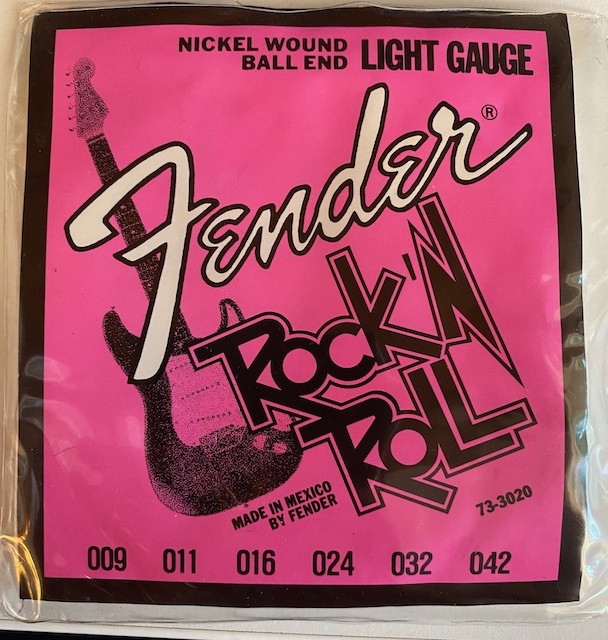 NICKEL WOUND
BALL END
LIGHT GAUGE
Fender®
ROCK'N
ROLL
MADE IN MEXICO
BY FENDER
73-3020
009 011 016 024 032 042